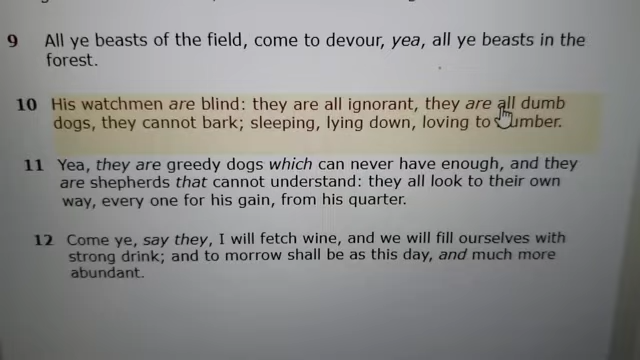 9 All ye beasts of the field, come to devour, yea, all ye beasts in the
forest.
10 His watchmen are blind: they are all ignorant, they are all dumb
dogs, they cannot bark; sleeping, lying down, loving to slumber.
11 Yea, they are greedy dogs which can never have enough, and they
are shepherds that cannot understand: they all look to their own
way, every one for his gain, from his quarter.
12 Come ye, say they, I will fetch wine, and we will fill ourselves with
strong drink; and to morrow shall be as this day, and much more
abundant.